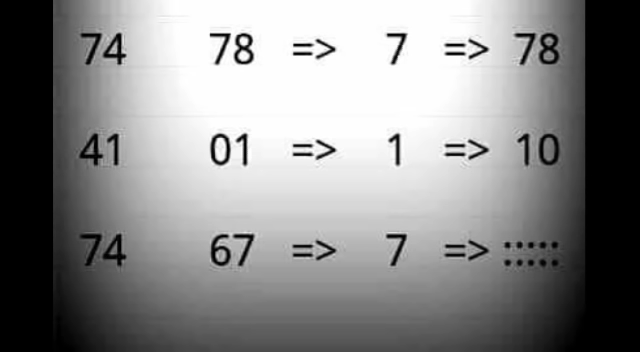 74 78 => 7 => 78
41 01 => 1 => 10
74 67 => 7 => ::::::